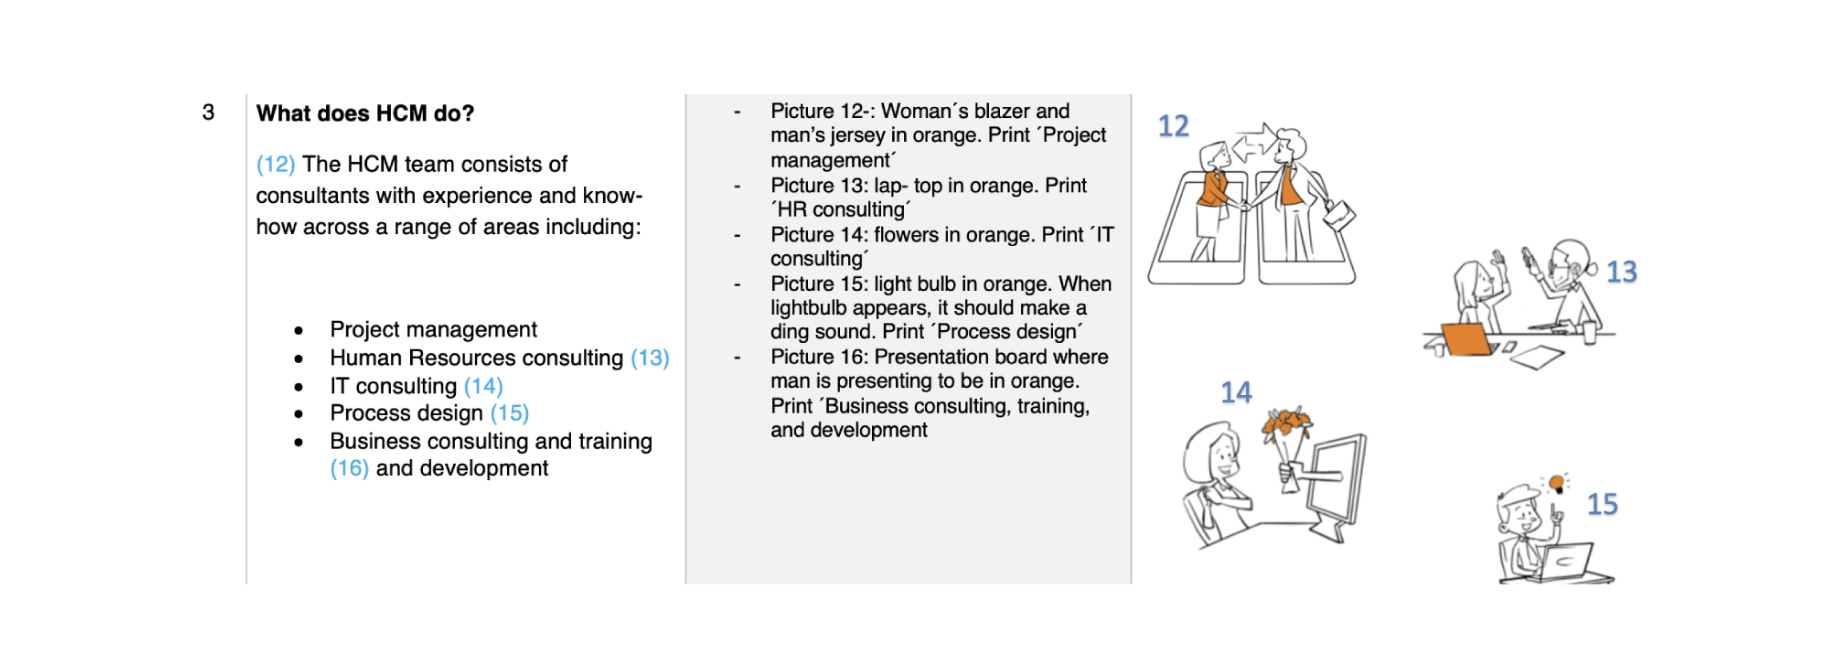 3
What does HCM do?
(12) The HCM team consists of
consultants with experience and know-
how across a range of areas including:
• Project management
• Human Resources consulting (13)
• IT consulting (14)
• Process design (15)
• Business consulting and training
(16) and development
- Picture 12-: Woman´s blazer and
man’s jersey in orange. Print ´Project
management´
- Picture 13: lap- top in orange. Print
´HR consulting´
- Picture 14: flowers in orange. Print ´IT
consulting´
- Picture 15: light bulb in orange. When
lightbulb appears, it should make a
ding sound. Print ´Process design´
- Picture 16: Presentation board where
man is presenting to be in orange.
Print ´Business consulting, training,
and development
12
13
14
15